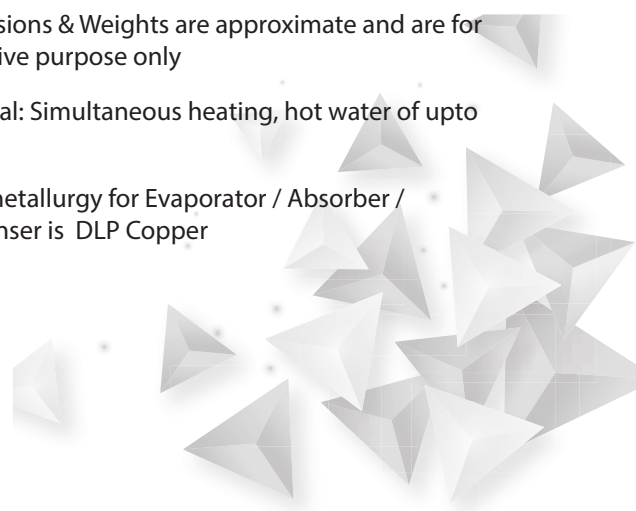 sions & Weights are approximate and are for
ive purpose only
al: Simultaneous heating, hot water of upto
netallurgy for Evaporator / Absorber /
nser is DLP Copper